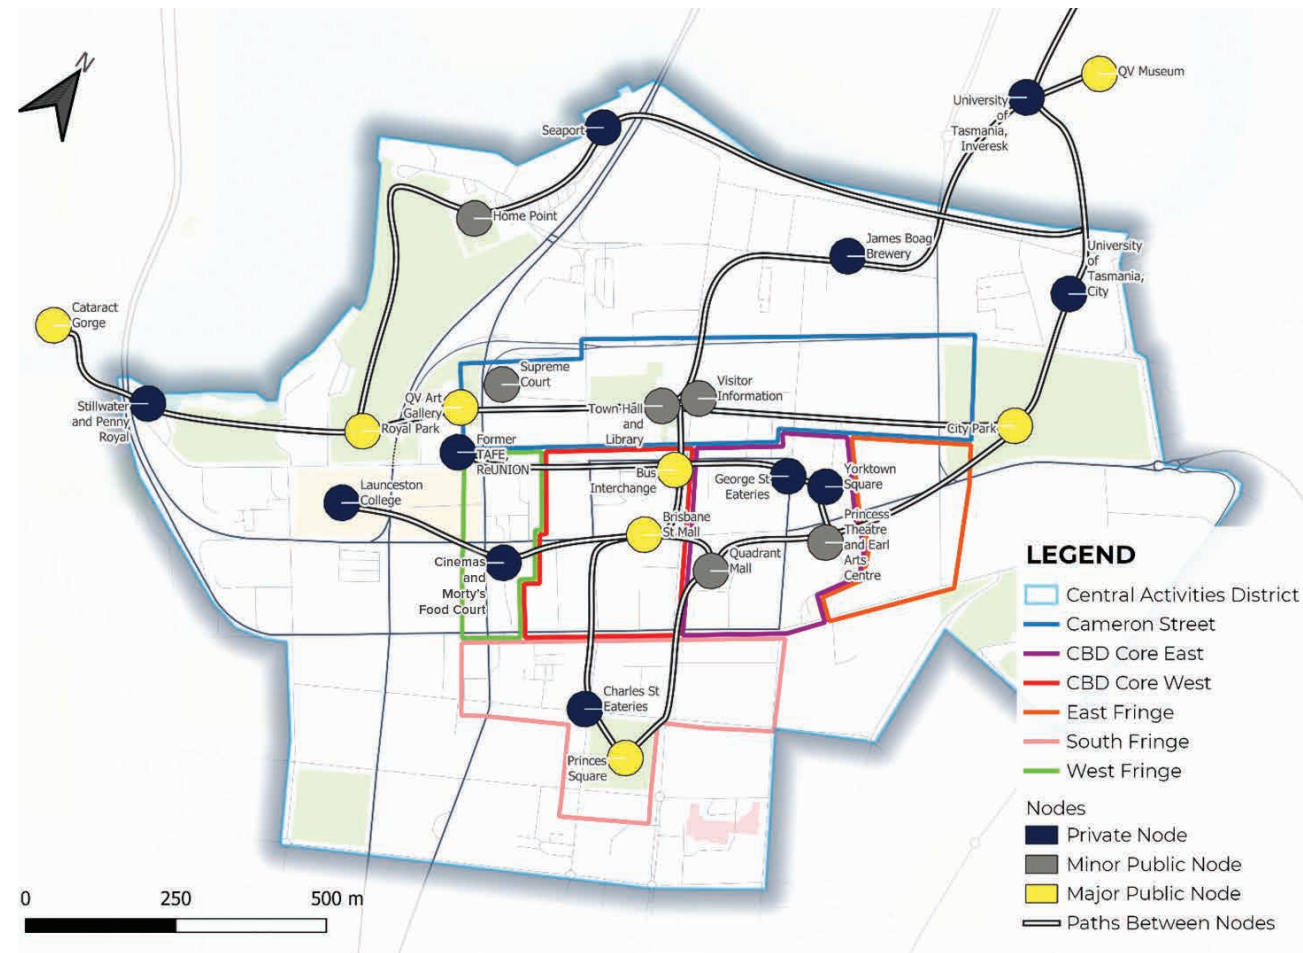 N
QV Museum
University
of
Tasmania,
Inveresk
Seaport
Home Point
James Boag
Brewery
University
of
Tasmania,
City
Cataract
Gorge
Supreme
Court
Visitor
Information
QV Art
Gallery
Town Hall
and
Library
Stillwater
and Penny
Royal
Royal Park
City Park
Former
TAFE,
ReUNION
Bus
Interchange
George St
Eateries
Yorktown
Square
Launceston
College
Brisbane
St Mall
Princess
Theatre
and Earl
Arts
Centre
Quadrant
Mall
Cinemas
and
Morty's
Food Court
Charles St
Eateries
Princes
Square
LEGEND
Central Activities District
Cameron Street
CBD Core East
CBD Core West
East Fringe
South Fringe
West Fringe
Nodes
Private Node
Minor Public Node
Major Public Node
Paths Between Nodes
0 250 500 m